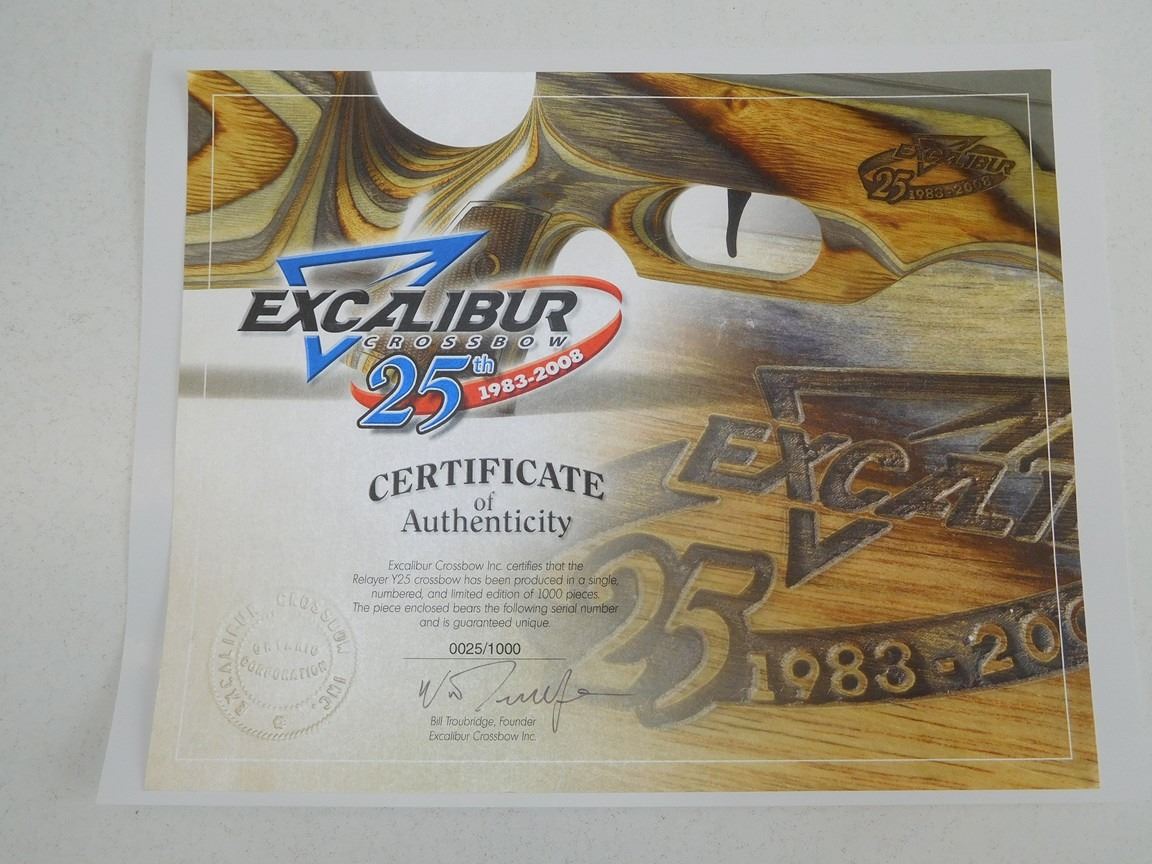 EXCALIBUR
25 1983-2008
EXCALIBUR
CROSSBOW
25th 1983-2008
CERTIFICATE
of
Authenticity
Excalibur Crossbow Inc. certifies that the
Relayer Y25 crossbow has been produced in a single,
numbered, and limited edition of 1000 pieces.
The piece enclosed bears the following serial number
and is guaranteed unique.
0025/1000
Bill Troubridge, Founder
Excalibur Crossbow Inc.
EXCALIBUR CROSSBOW INC.
ONTARIO
CORPORATION
EXCALI
25
1983-200